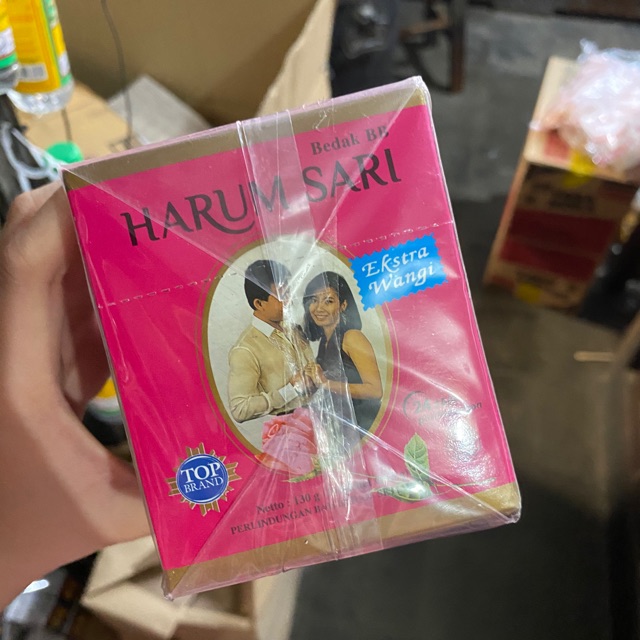 Bedak BB.
HARUM SARI
Ekstra
Wangi
TOP
BRAND
Netto : 130 g
PERLINDUNGAN